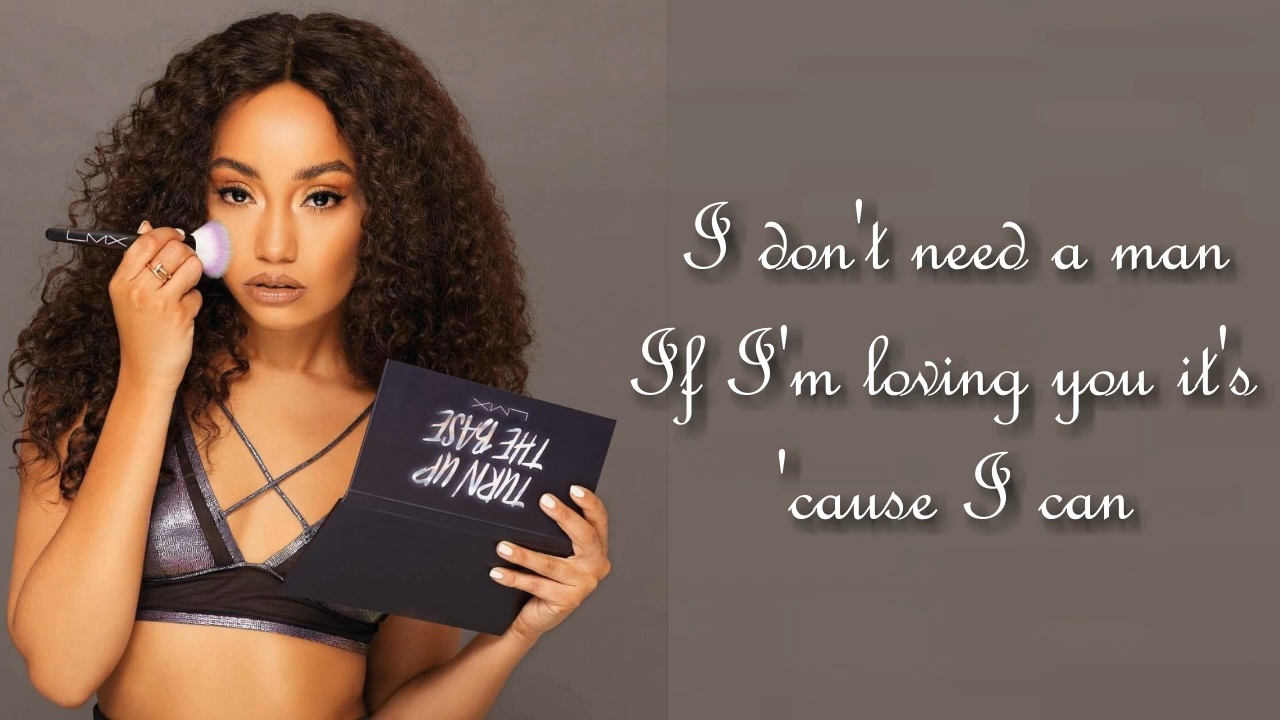 LMX
LMX
TURN UP
THE BASE
I don't need a man
If I'm loving you it's
'cause I can